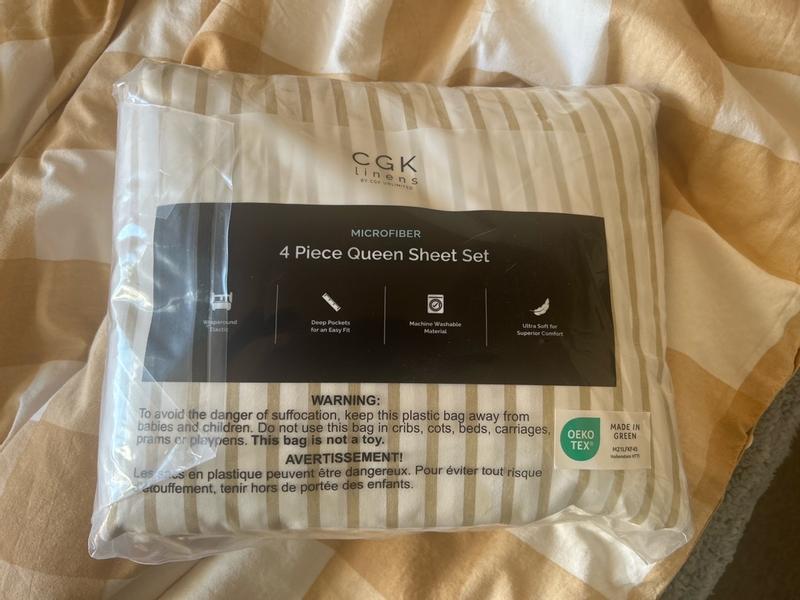 CGK
linens
BY CGK UNLIMITED
MICROFIBER
4 Piece Queen Sheet Set
Wraparound
Elastic
Deep Pockets
for an Easy Fit
Machine Washable
Material
Ultra Soft for
Superior Comfort
WARNING:
To avoid the danger of suffocation, keep this plastic bag away from
babies and children. Do not use this bag in cribs, cots, beds, carriages,
prams or playpens. This bag is not a toy.
AVERTISSEMENT!
Les sacs en plastique peuvent être dangereux. Pour éviter tout risque
d'étouffement, tenir hors de portée des enfants.
OEKO
TEX®
MADE IN
GREEN
Hohenstein HTTI